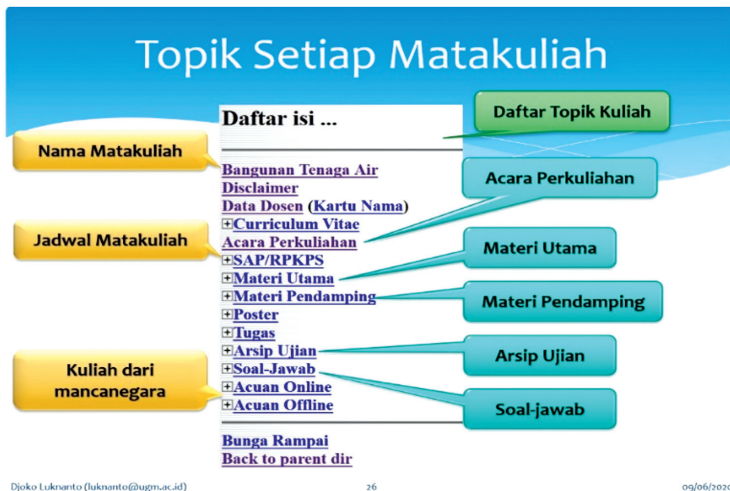 Topik Setiap Matakuliah
Daftar isi ...
Daftar Topik Kuliah
Nama Matakuliah
Bangunan Tenaga Air
Disclaimer
Data Dosen (Kartu Nama)
Curriculum Vitae
Acara Perkuliahan
SAP/RPKPS
Materi Utama
Materi Pendamping
Poster
Tugas
Arsip Ujian
Soal-Jawab
Acuan Online
Acuan Offline
Bunga Rampai
Back to parent dir
Jadwal Matakuliah
Kuliah dari
mancanegara
Acara Perkuliahan
Materi Utama
Materi Pendamping
Arsip Ujian
Soal-jawab
Djoko Luknanto (luknanto@ugm.ac.id)
26
09/06/2020